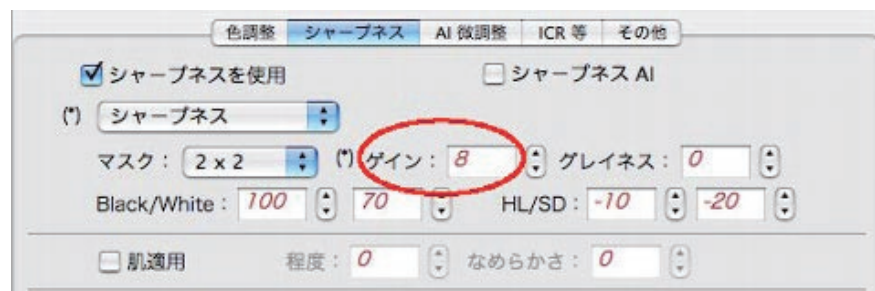 色調整 シャープネス AI 微調整 ICR 等 その他
シャープネスを使用 シャープネス AI
(*) シャープネス
マスク： 2 x 2 (*) ゲイン： 8 グレイネス： 0
Black/White： 100 70 HL/SD： -10 -20
肌適用 程度： 0 なめらかさ： 0